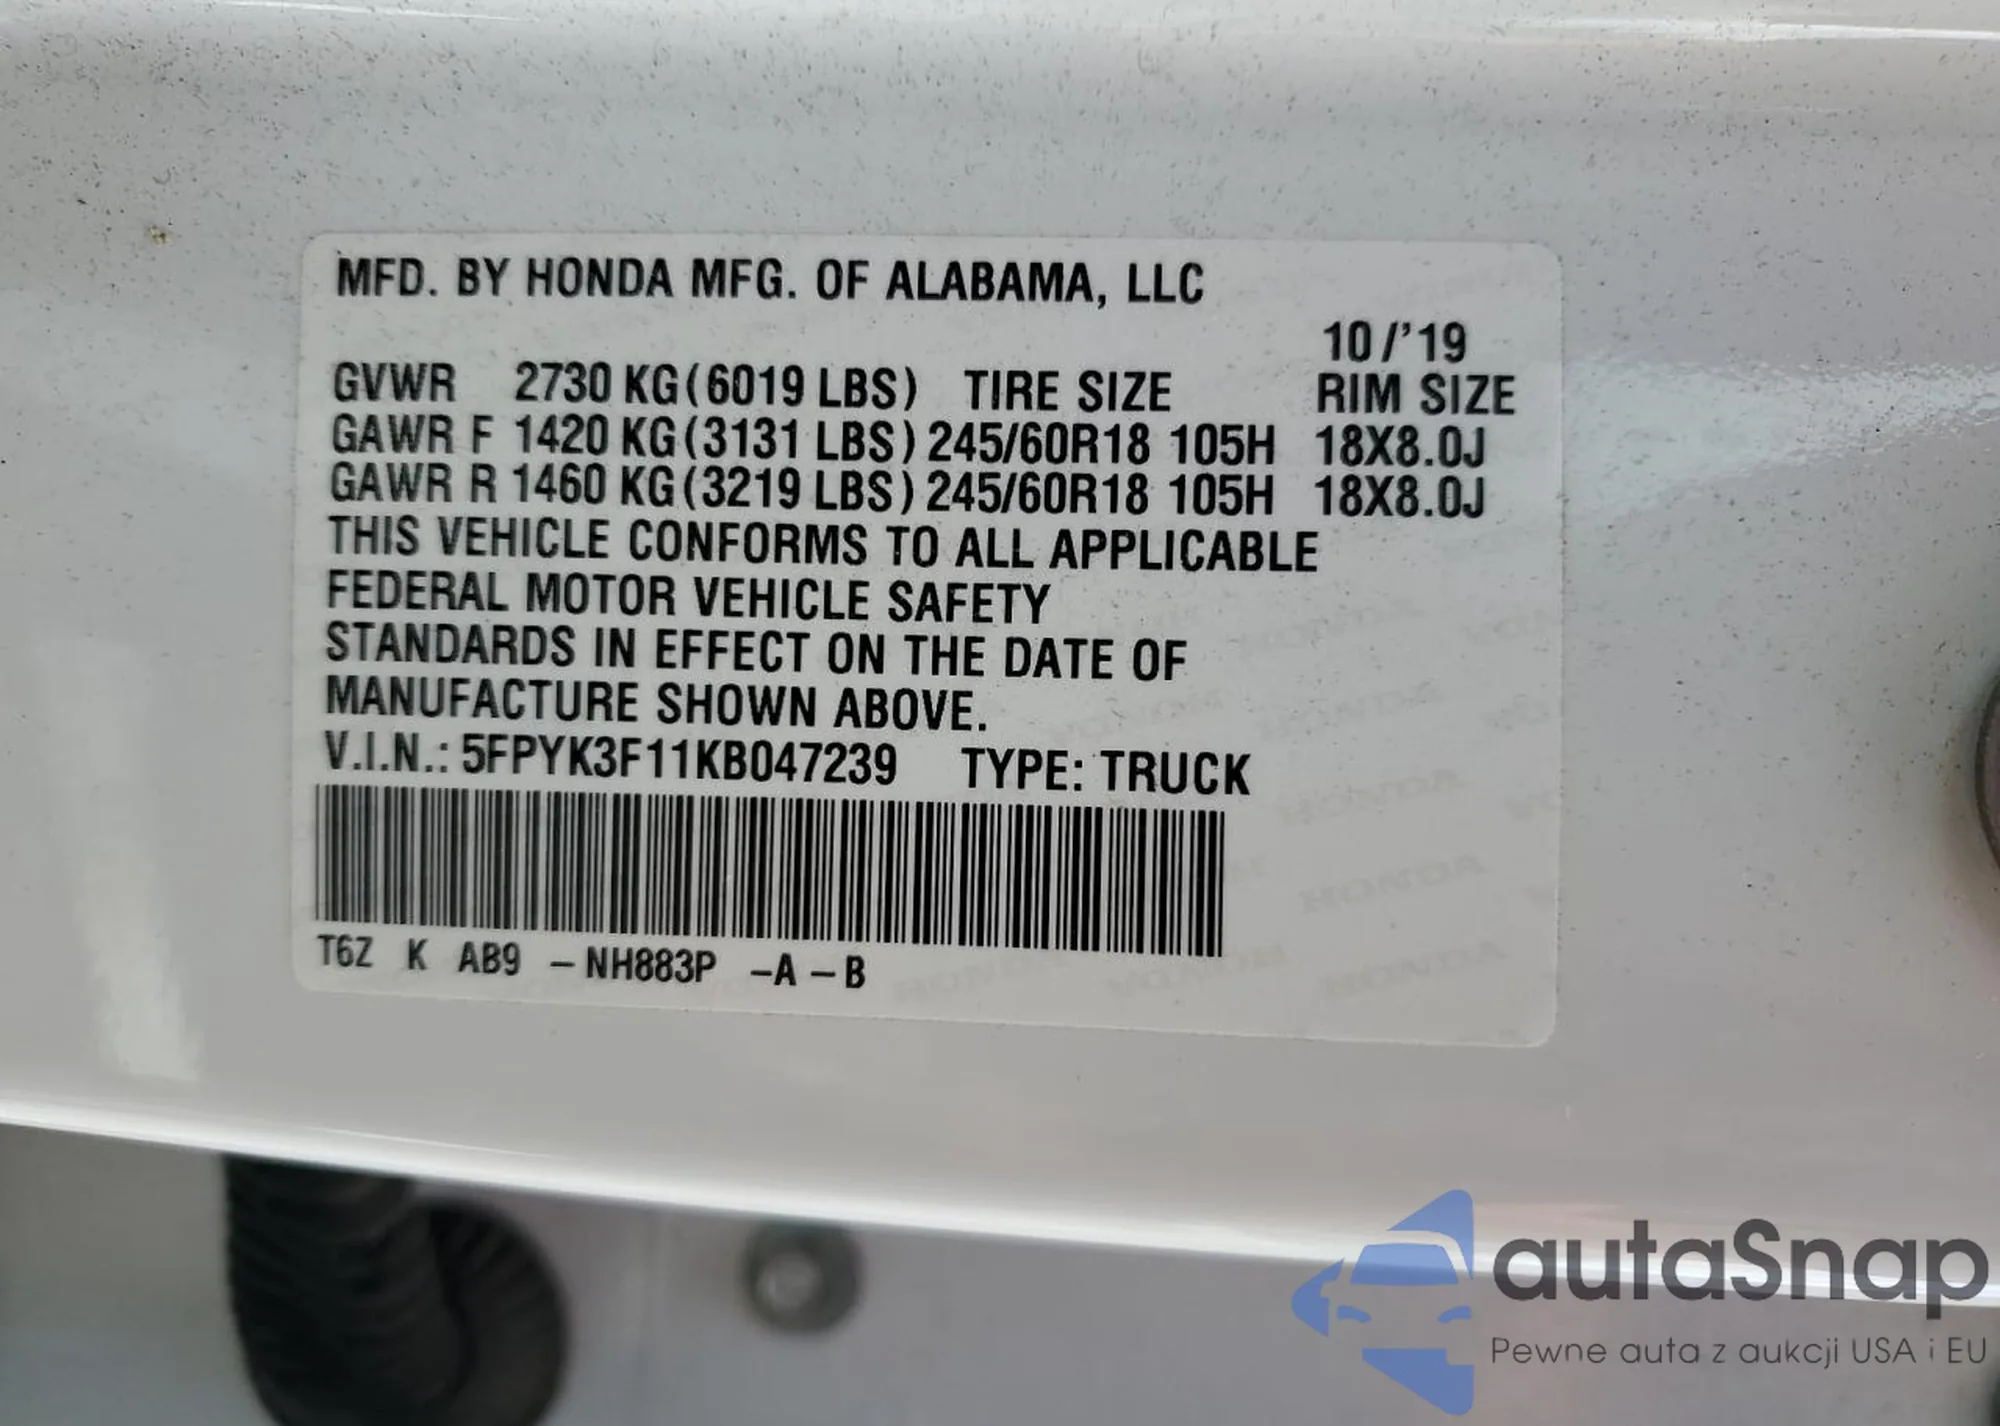 MFD. BY HONDA MFG. OF ALABAMA, LLC
10/'19
GVWR 2730 KG(6019 LBS) TIRE SIZE RIM SIZE
GAWR F 1420 KG(3131 LBS) 245/60R18 105H 18X8.0J
GAWR R 1460 KG(3219 LBS) 245/60R18 105H 18X8.0J
THIS VEHICLE CONFORMS TO ALL APPLICABLE
FEDERAL MOTOR VEHICLE SAFETY
STANDARDS IN EFFECT ON THE DATE OF
MANUFACTURE SHOWN ABOVE.
V.I.N.: 5FPYK3F11KB047239 TYPE: TRUCK
T6Z K AB9 -NH883P -A-B
autaSnap
Pewne auta z aukcji USA i EU